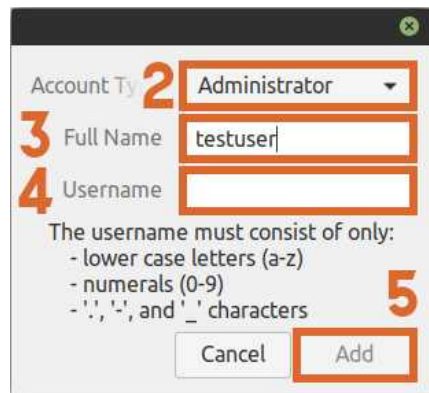 Account Ty 2 Administrator
3 Full Name testuser
4 Username
The username must consist of only:
- lower case letters (a-z)
- numerals (0-9)
- '.', '-', and '_' characters
5
Cancel Add